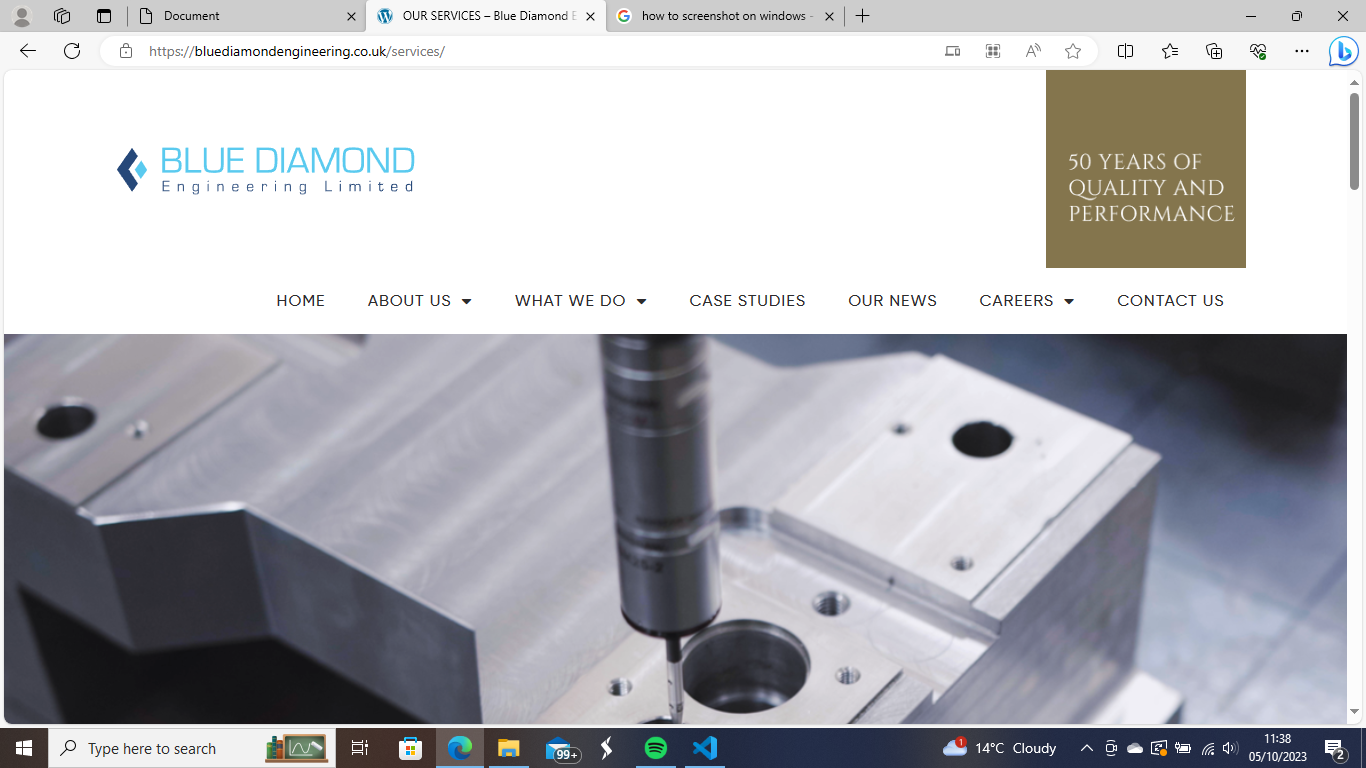 Document
OUR SERVICES – Blue Diamond E
how to screenshot on windows -
https://bluediamondengineering.co.uk/services/
BLUE DIAMOND
Engineering Limited
50 YEARS OF
QUALITY AND
PERFORMANCE
HOME
ABOUT US
WHAT WE DO
CASE STUDIES
OUR NEWS
CAREERS
CONTACT US
Type here to search
99+
1
14°C Cloudy
11:38
05/10/2023
2